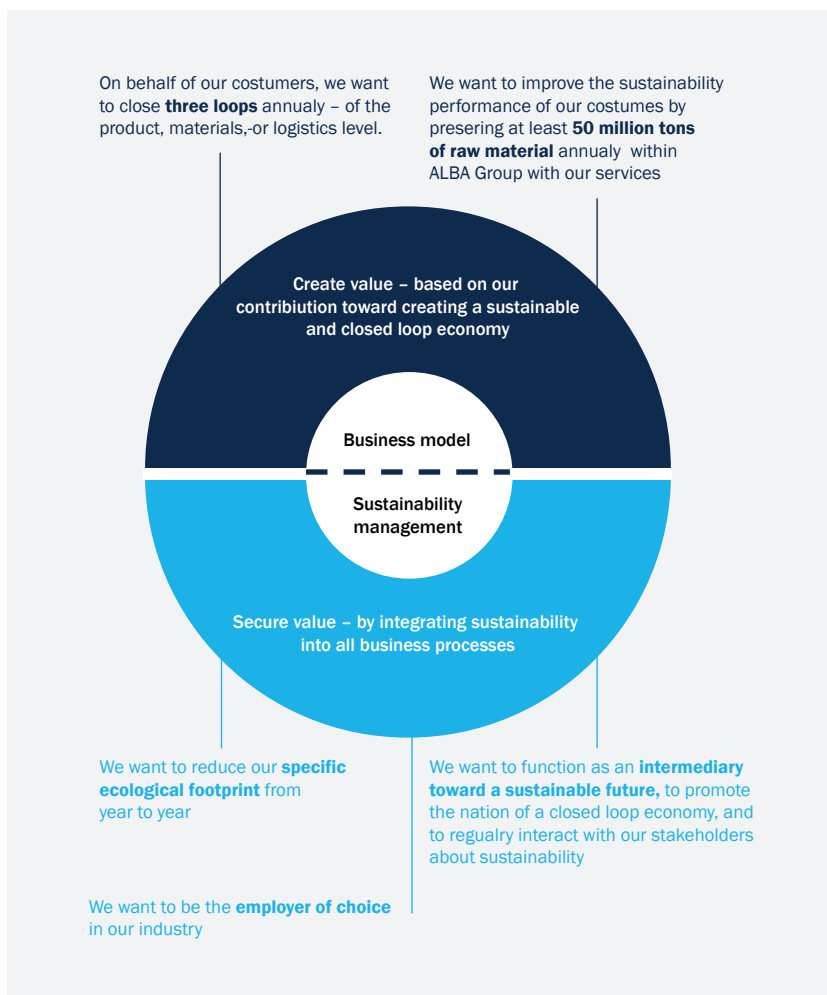 On behalf of our costumers, we want
to close three loops annualy – of the
product, materials,-or logistics level.
We want to improve the sustainability
performance of our costumes by
presering at least 50 million tons
of raw material annualy within
ALBA Group with our services
Create value – based on our
contribiution toward creating a sustainable
and closed loop economy
Business model
Sustainability
management
Secure value – by integrating sustainability
into all business processes
We want to reduce our specific
ecological footprint from
year to year
We want to function as an intermediary
toward a sustainable future, to promote
the nation of a closed loop economy, and
to regualry interact with our stakeholders
about sustainability
We want to be the employer of choice
in our industry